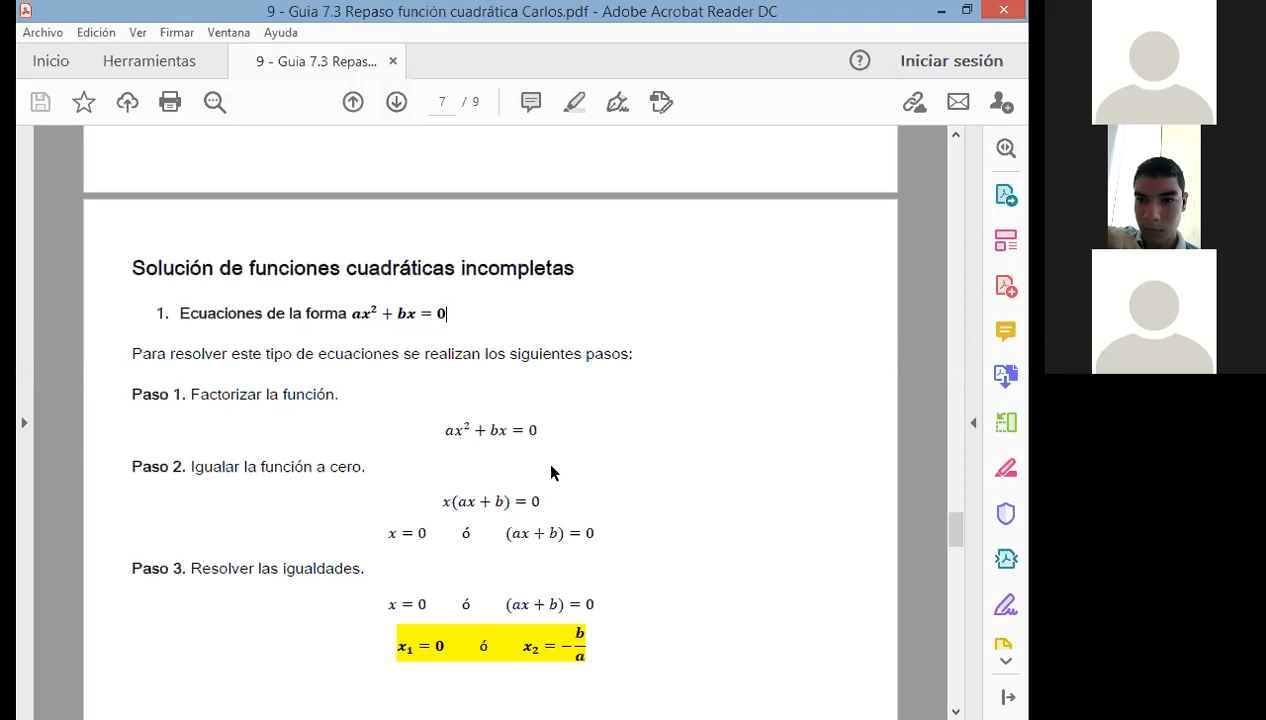 9 - Guia 7.3 Repaso función cuadrática Carlos.pdf - Adobe Acrobat Reader DC
Archivo Edición Ver Firmar Ventana Ayuda
Inicio Herramientas 9 - Guia 7.3 Repas... × Iniciar sesión
7 / 9
Solución de funciones cuadráticas incompletas
1. Ecuaciones de la forma ax² + bx = 0
Para resolver este tipo de ecuaciones se realizan los siguientes pasos:
Paso 1. Factorizar la función.
ax² + bx = 0
Paso 2. Igualar la función a cero.
x(ax + b) = 0
x = 0 ó (ax + b) = 0
Paso 3. Resolver las igualdades.
x = 0 ó (ax + b) = 0
x₁ = 0 ó x₂ = −b/a